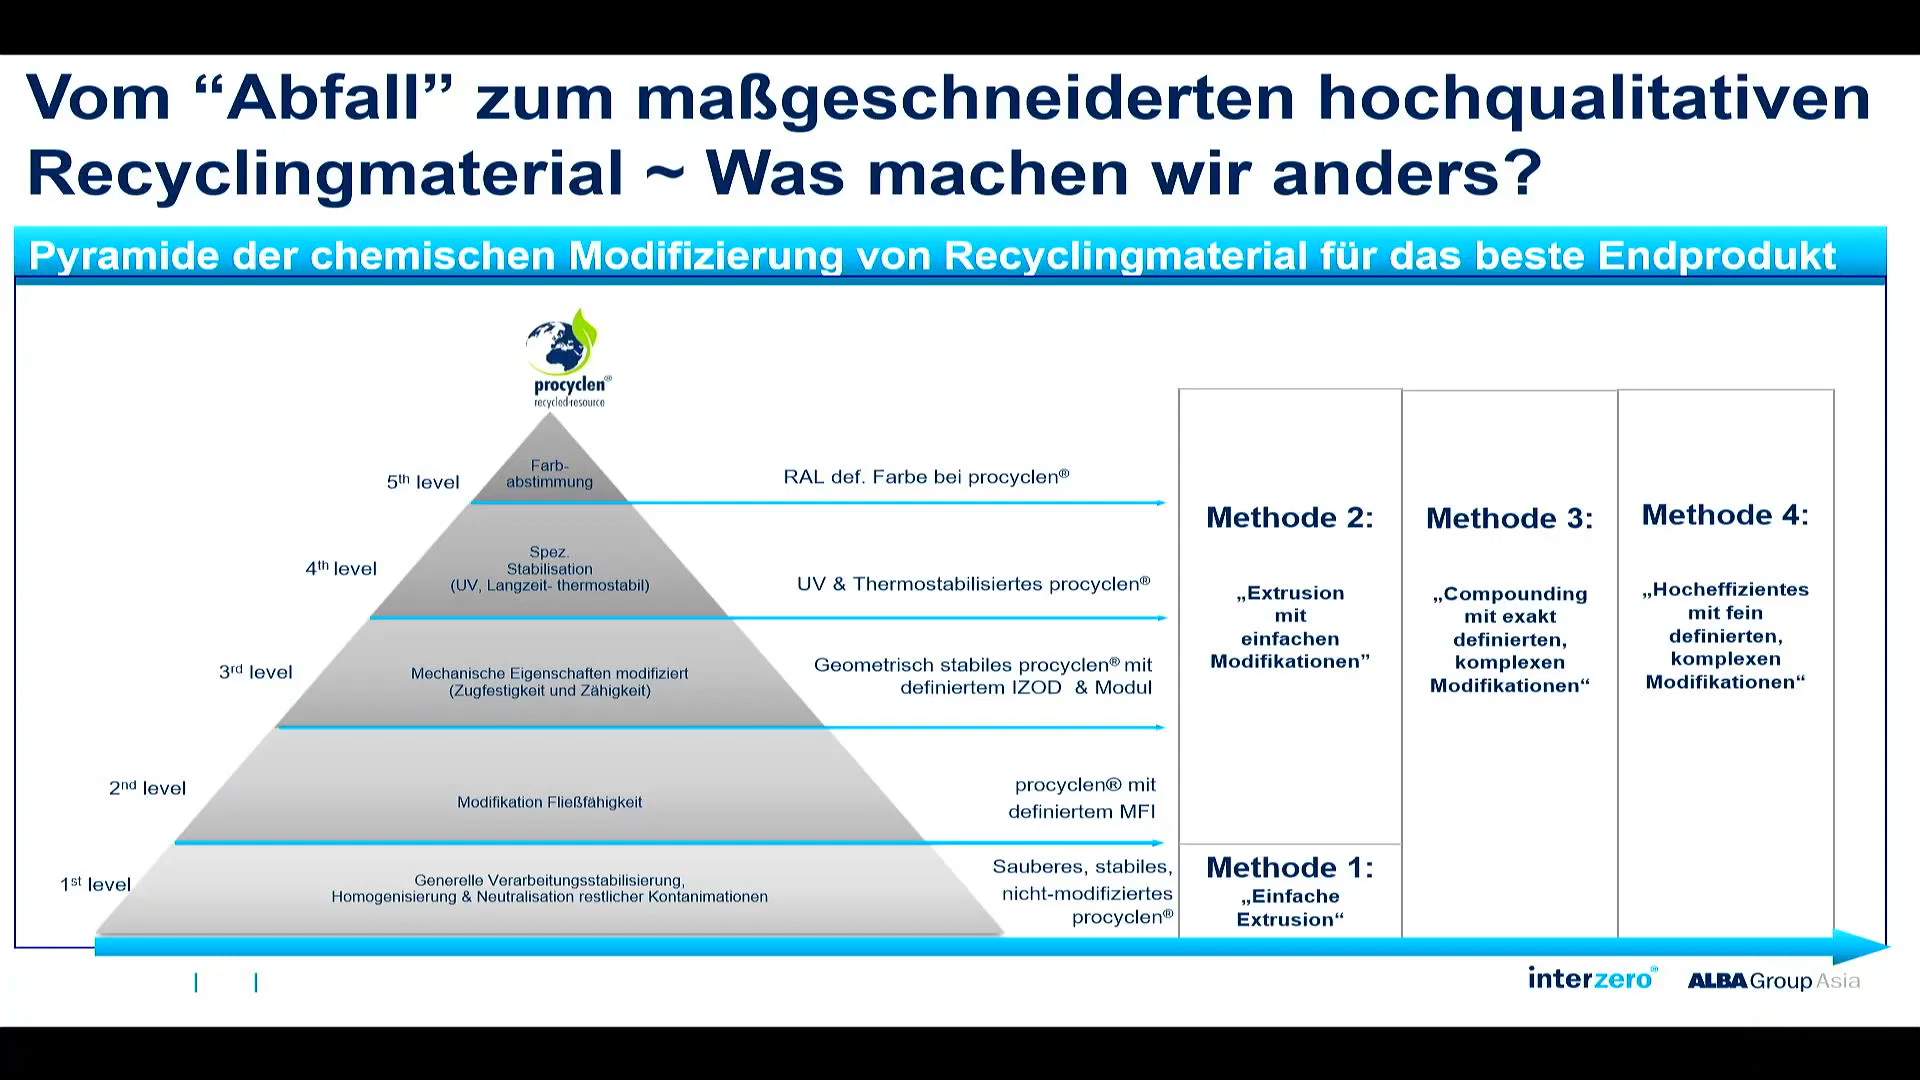 Vom “Abfall” zum maßgeschneiderten hochqualitativen
Recyclingmaterial ~ Was machen wir anders?
Pyramide der chemischen Modifizierung von Recyclingmaterial für das beste Endprodukt
procyclen®
recycled-resource
5th level
Farb-
abstimmung
RAL def. Farbe bei procyclen®
4th level
Spez.
Stabilisation
(UV, Langzeit- thermostabil)
UV & Thermostabilisiertes procyclen®
3rd level
Mechanische Eigenschaften modifiziert
(Zugfestigkeit und Zähigkeit)
Geometrisch stabiles procyclen® mit
definiertem IZOD & Modul
2nd level
Modifikation Fließfähigkeit
procyclen® mit
definiertem MFI
1st level
Generelle Verarbeitungsstabilisierung,
Homogenisierung & Neutralisation restlicher Kontanimationen
Sauberes, stabiles,
nicht-modifiziertes
procyclen®
Methode 2:
„Extrusion
mit
einfachen
Modifikationen”
Methode 1:
„Einfache
Extrusion“
Methode 3:
„Compounding
mit exakt
definierten,
komplexen
Modifikationen“
Methode 4:
„Hocheffizientes
mit fein
definierten,
komplexen
Modifikationen“
interzero®
ALBA Group Asia